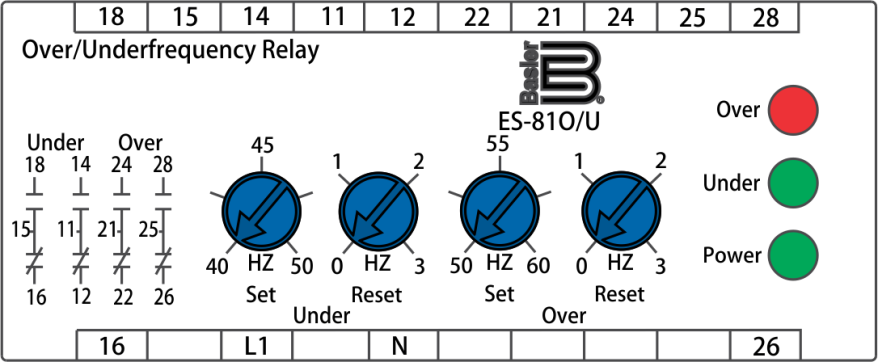 18 15 14 11 12 22 21 24 25 28
Over/Underfrequency Relay
Basler
ES-81O/U
Over
Under
Power
Under Over
18 14 24 28
15 11 21 25
16 12 22 26
45
40 HZ 50
Set
1 2
0 HZ 3
Reset
Under
55
50 HZ 60
Set
1 2
0 HZ 3
Reset
Over
16 L1 N 26